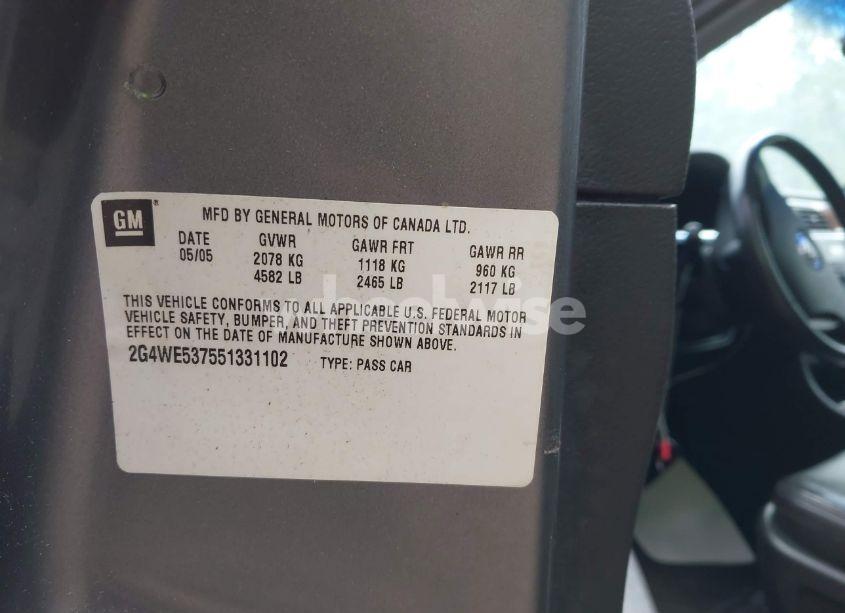 GM
MFD BY GENERAL MOTORS OF CANADA LTD.
DATE GVWR GAWR FRT GAWR RR
05/05 2078 KG 1118 KG 960 KG
4582 LB 2465 LB 2117 LB
THIS VEHICLE CONFORMS TO ALL APPLICABLE U.S. FEDERAL MOTOR
VEHICLE SAFETY, BUMPER, AND THEFT PREVENTION STANDARDS IN
EFFECT ON THE DATE OF MANUFACTURE SHOWN ABOVE.
2G4WE537551331102 TYPE: PASS CAR